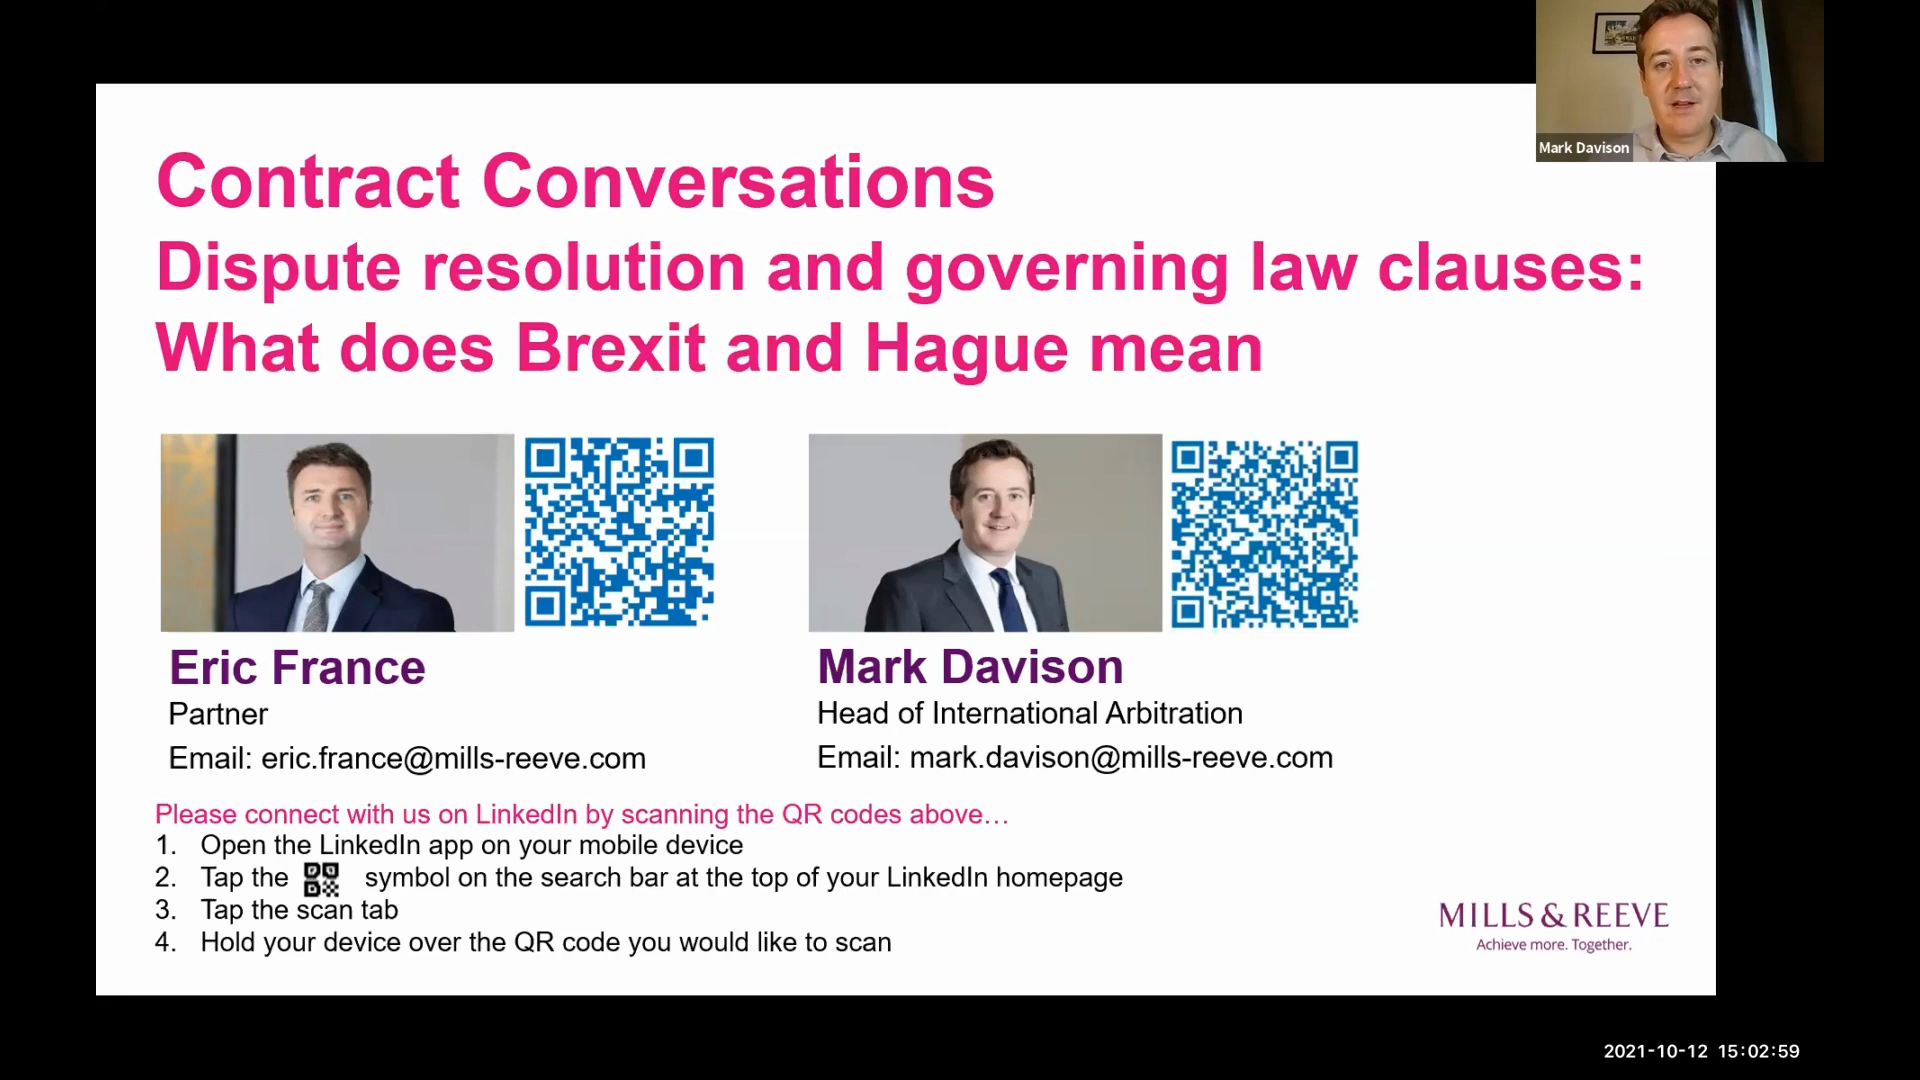 Mark Davison
Contract Conversations
Dispute resolution and governing law clauses:
What does Brexit and Hague mean
Eric France
Partner
Email: eric.france@mills-reeve.com
Mark Davison
Head of International Arbitration
Email: mark.davison@mills-reeve.com
Please connect with us on LinkedIn by scanning the QR codes above…
1. Open the LinkedIn app on your mobile device
2. Tap the symbol on the search bar at the top of your LinkedIn homepage
3. Tap the scan tab
4. Hold your device over the QR code you would like to scan
MILLS & REEVE
Achieve more. Together.
2021-10-12 15:02:59